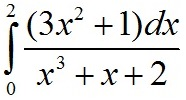 ∫₀² (3x² + 1)dx / (x³ + x + 2)